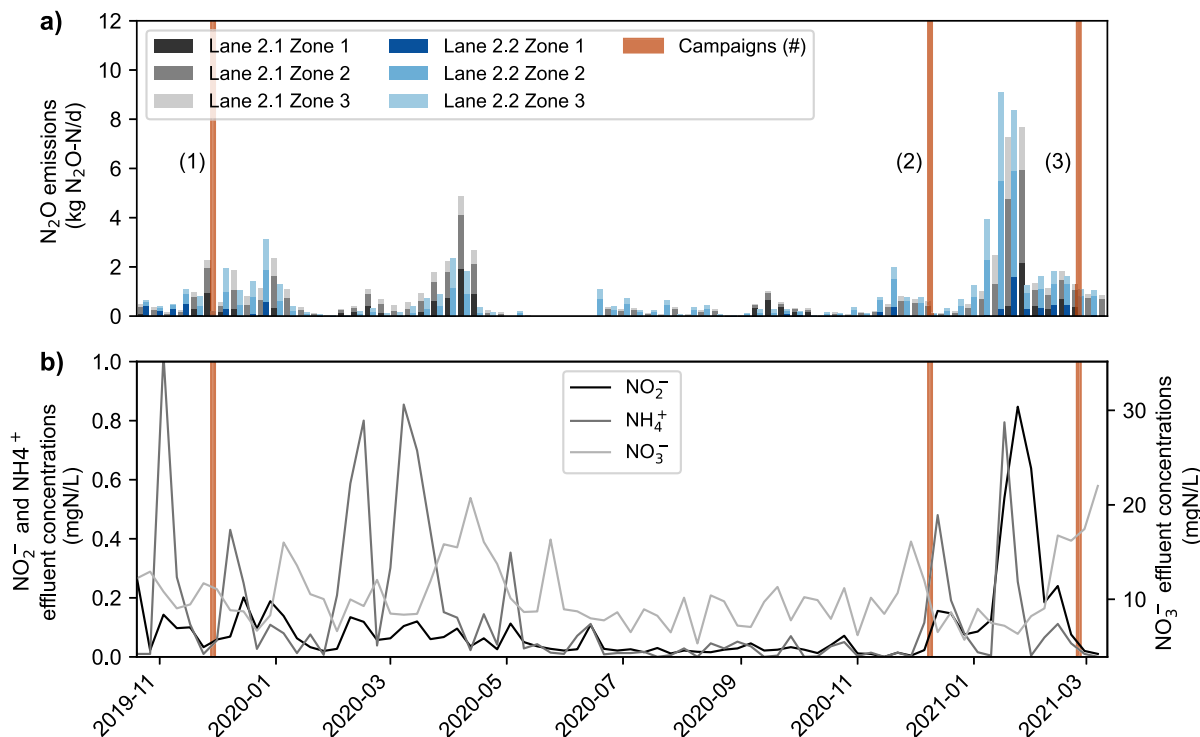 a)
12
10
8
6
4
2
0
N₂O emissions
(kg N₂O-N/d)
Lane 2.1 Zone 1
Lane 2.1 Zone 2
Lane 2.1 Zone 3
Lane 2.2 Zone 1
Lane 2.2 Zone 2
Lane 2.2 Zone 3
Campaigns (#)
(1)
(2)
(3)
b)
1.0
0.8
0.6
0.4
0.2
0.0
NO₂⁻ and NH4⁺
effluent concentrations
(mgN/L)
NO₂⁻
NH₄⁺
NO₃⁻
30
20
10
NO₃⁻ effluent concentrations
(mgN/L)
2019-11
2020-01
2020-03
2020-05
2020-07
2020-09
2020-11
2021-01
2021-03